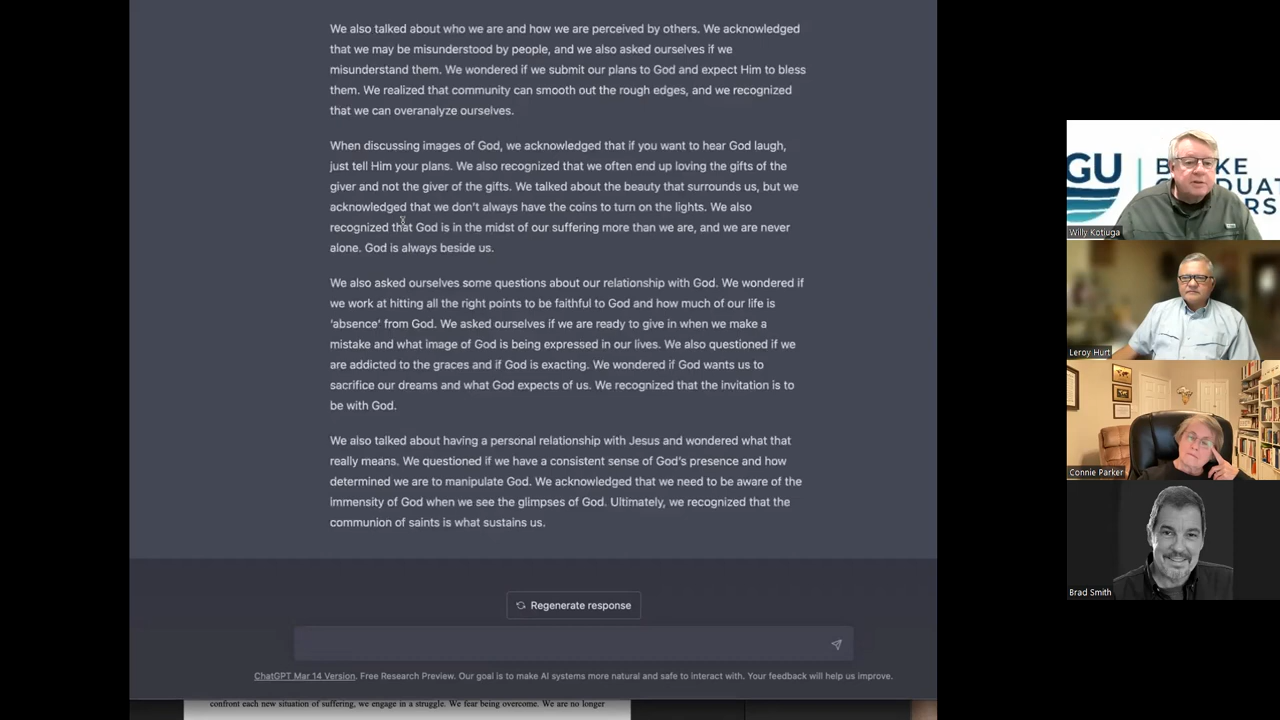 We also talked about who we are and how we are perceived by others. We acknowledged
that we may be misunderstood by people, and we also asked ourselves if we
misunderstand them. We wondered if we submit our plans to God and expect Him to bless
them. We realized that community can smooth out the rough edges, and we recognized
that we can overanalyze ourselves.
When discussing images of God, we acknowledged that if you want to hear God laugh,
just tell Him your plans. We also recognized that we often end up loving the gifts of the
giver and not the giver of the gifts. We talked about the beauty that surrounds us, but we
acknowledged that we don't always have the coins to turn on the lights. We also
recognized that God is in the midst of our suffering more than we are, and we are never
alone. God is always beside us.
We also asked ourselves some questions about our relationship with God. We wondered if
we work at hitting all the right points to be faithful to God and how much of our life is
‘absence’ from God. We asked ourselves if we are ready to give in when we make a
mistake and what image of God is being expressed in our lives. We also questioned if we
are addicted to the graces and if God is exacting. We wondered if God wants us to
sacrifice our dreams and what God expects of us. We recognized that the invitation is to
be with God.
We also talked about having a personal relationship with Jesus and wondered what that
really means. We questioned if we have a consistent sense of God's presence and how
determined we are to manipulate God. We acknowledged that we need to be aware of the
immensity of God when we see the glimpses of God. Ultimately, we recognized that the
communion of saints is what sustains us.
Regenerate response
ChatGPT Mar 14 Version. Free Research Preview. Our goal is to make AI systems more natural and safe to interact with. Your feedback will help us improve.
confront each new situation of suffering, we engage in a struggle. We fear being overcome. We are no longer
GU
Willy Kotiuga
Leroy Hurt
Connie Parker
Brad Smith